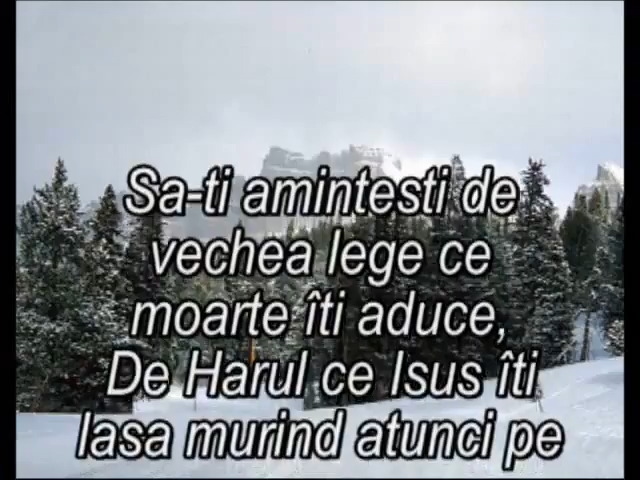 Sa-ti amintesti de
vechea lege ce
moarte îti aduce,
De Harul ce Isus îti
lasa murind atunci pe